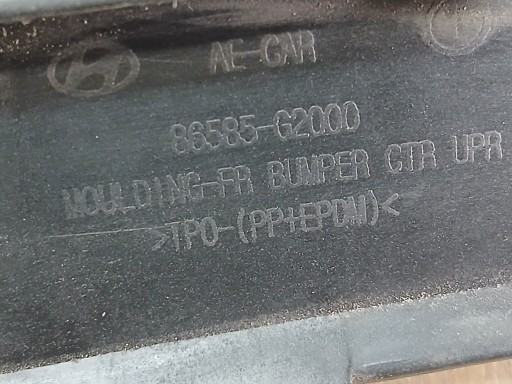 AE-CAR
86585-G2000
MOULDING-FR BUMPER CTR UPR
>TPO-(PP+EPDM)<